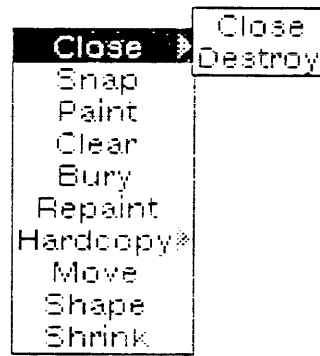 Close
Snap
Paint
Clear
Bury
Repaint
Hardcopy
Move
Shape
Shrink
Close
Destroy